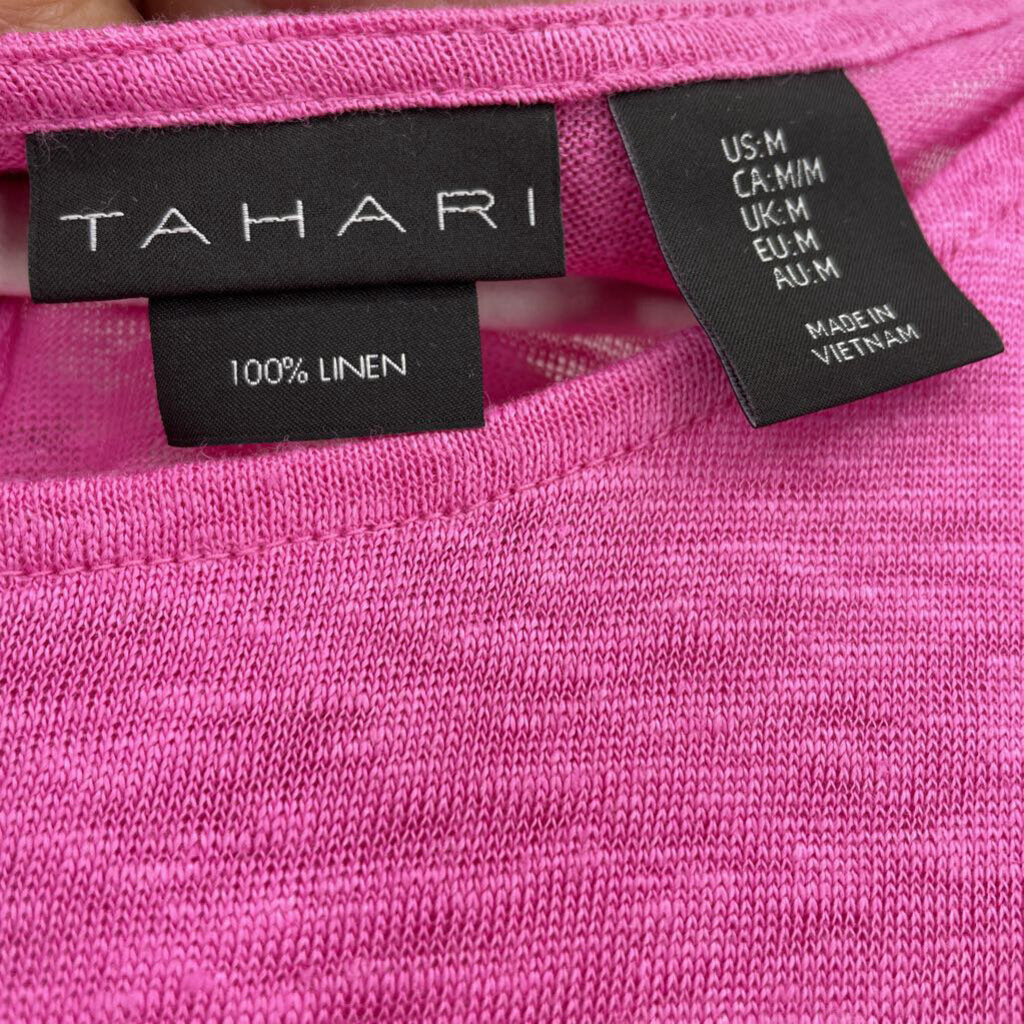 TAHARI
100% LINEN
US:M
CA:M/M
UK:M
EU:M
AU:M
MADE IN
VIETNAM